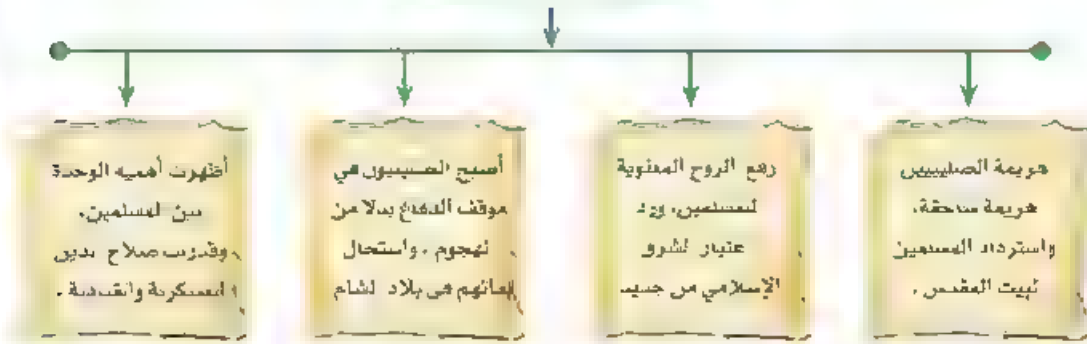 هزيمة الصليبيين
هزيمة ساحقة،
واسترداد المسلمين
لبيت المقدس.
رفع الروح المعنوية
للمسلمين، ورد
اعتبار الشرق
الإسلامي من جديد
أصبح الصليبيون في
موقف الدفاع بدلا من
الهجوم، واستحال
بقائهم في بلاد الشام
أظهرت أهمية الوحدة
بين المسلمين،
وقدرات صلاح الدين
العسكرية والقيادية.